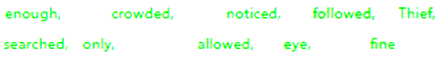 enough, crowded, noticed, followed, Thief,
searched, only, allowed, eye, fine